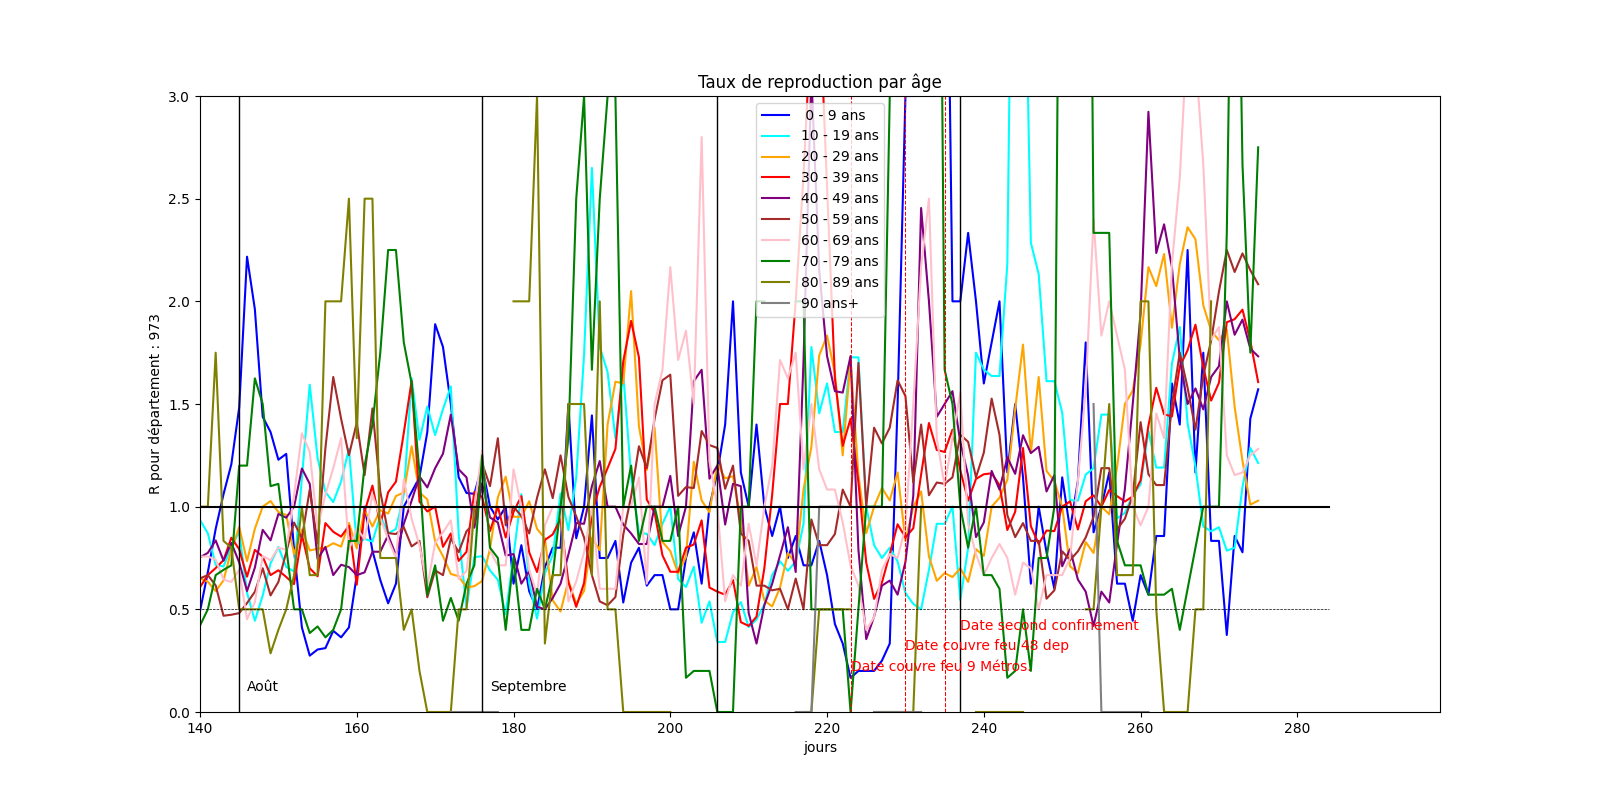 Taux de reproduction par âge
R pour département : 973
3.0
2.5
2.0
1.5
1.0
0.5
0.0
0 - 9 ans
10 - 19 ans
20 - 29 ans
30 - 39 ans
40 - 49 ans
50 - 59 ans
60 - 69 ans
70 - 79 ans
80 - 89 ans
90 ans+
Date second confinement
Date couvre feu 48 dep
Date couvre feu 9 Métros.
Août
Septembre
140 160 180 200 220 240 260 280
jours